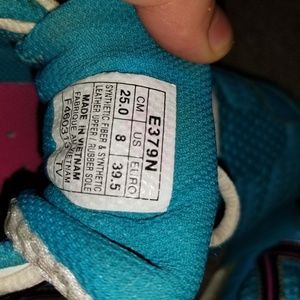 E379N
CM US EURO
25.0 8 39.5
SYNTHETIC FIBER & SYNTHETIC
LEATHER UPPER / RUBBER SOLE
MADE IN VIETNAM
FABRIQUE AU VIETNAM
TV